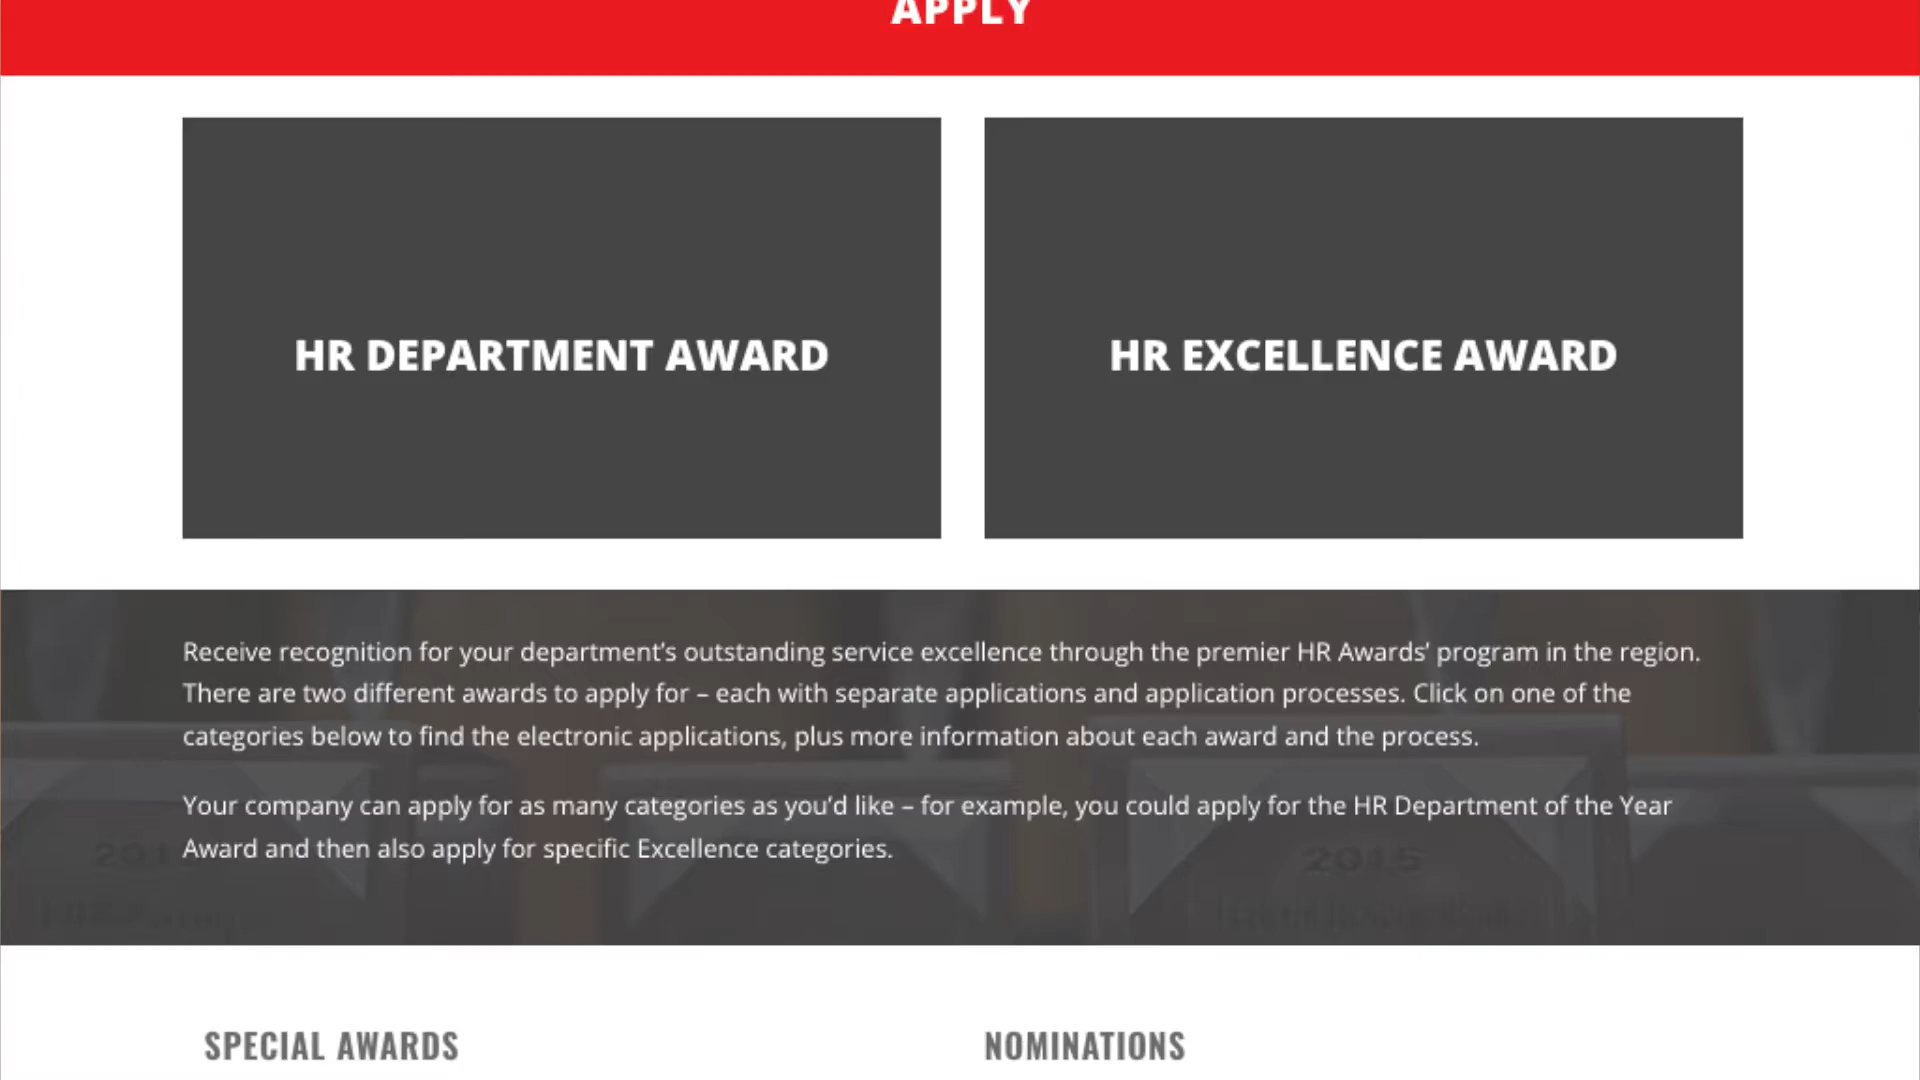 APPLY
HR DEPARTMENT AWARD
HR EXCELLENCE AWARD
Receive recognition for your department’s outstanding service excellence through the premier HR Awards’ program in the region.
There are two different awards to apply for – each with separate applications and application processes. Click on one of the
categories below to find the electronic applications, plus more information about each award and the process.
Your company can apply for as many categories as you’d like – for example, you could apply for the HR Department of the Year
Award and then also apply for specific Excellence categories.
2015
SPECIAL AWARDS
NOMINATIONS